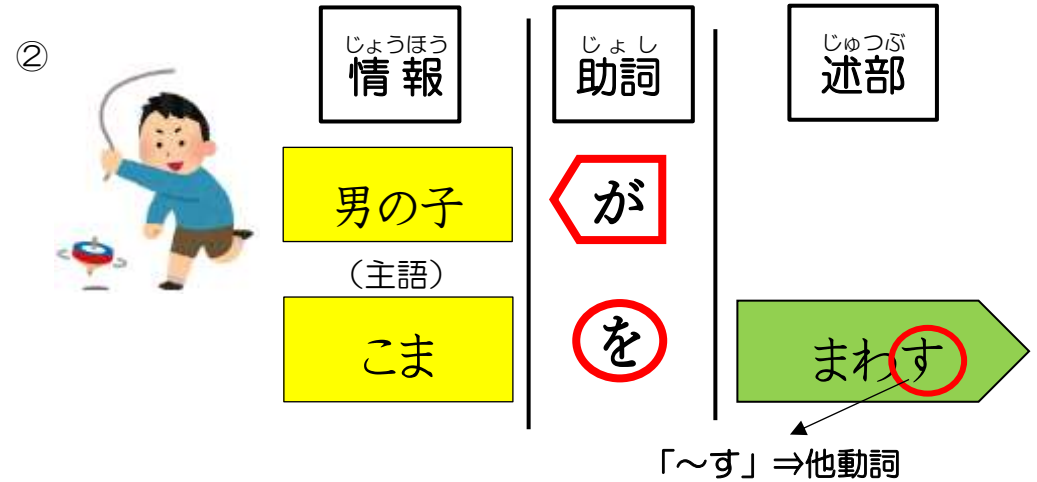 ②
じょうほう じょし じゅつぶ
情報 助詞 述部
男の子 が
（主語）
こま を まわす
「～す」⇒他動詞